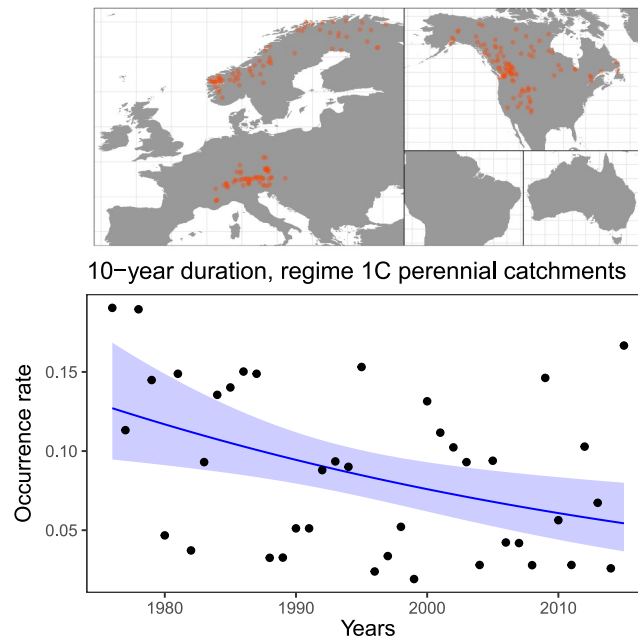 10−year duration, regime 1C perennial catchments
0.15
0.10
0.05
Occurrence rate
1980 1990 2000 2010
Years